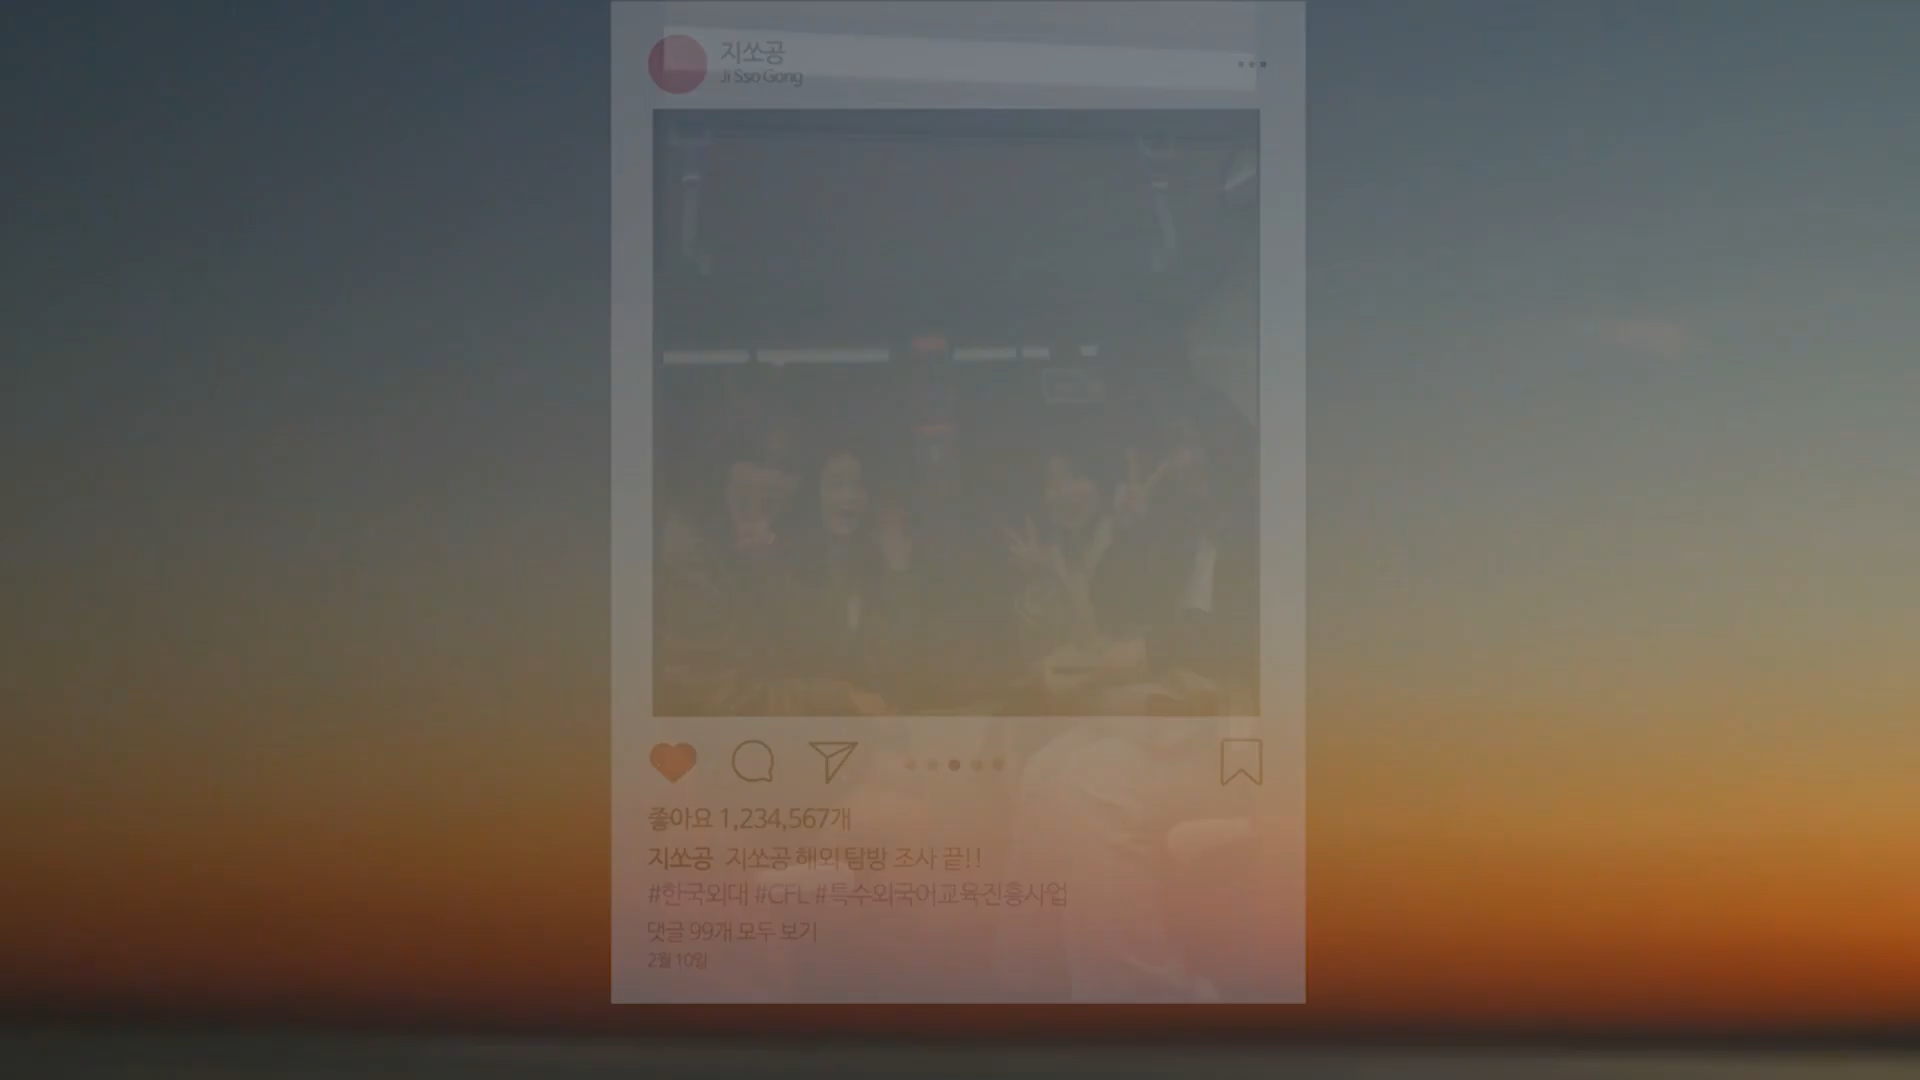 지쏘공
Ji Sso Gong
좋아요 1,234,567개
지쏘공 지쏘공 해외 탐방 조사 끝!!
#한국외대 #CFL #특수외국어교육진흥사업
댓글 99개 모두 보기
2월 10일